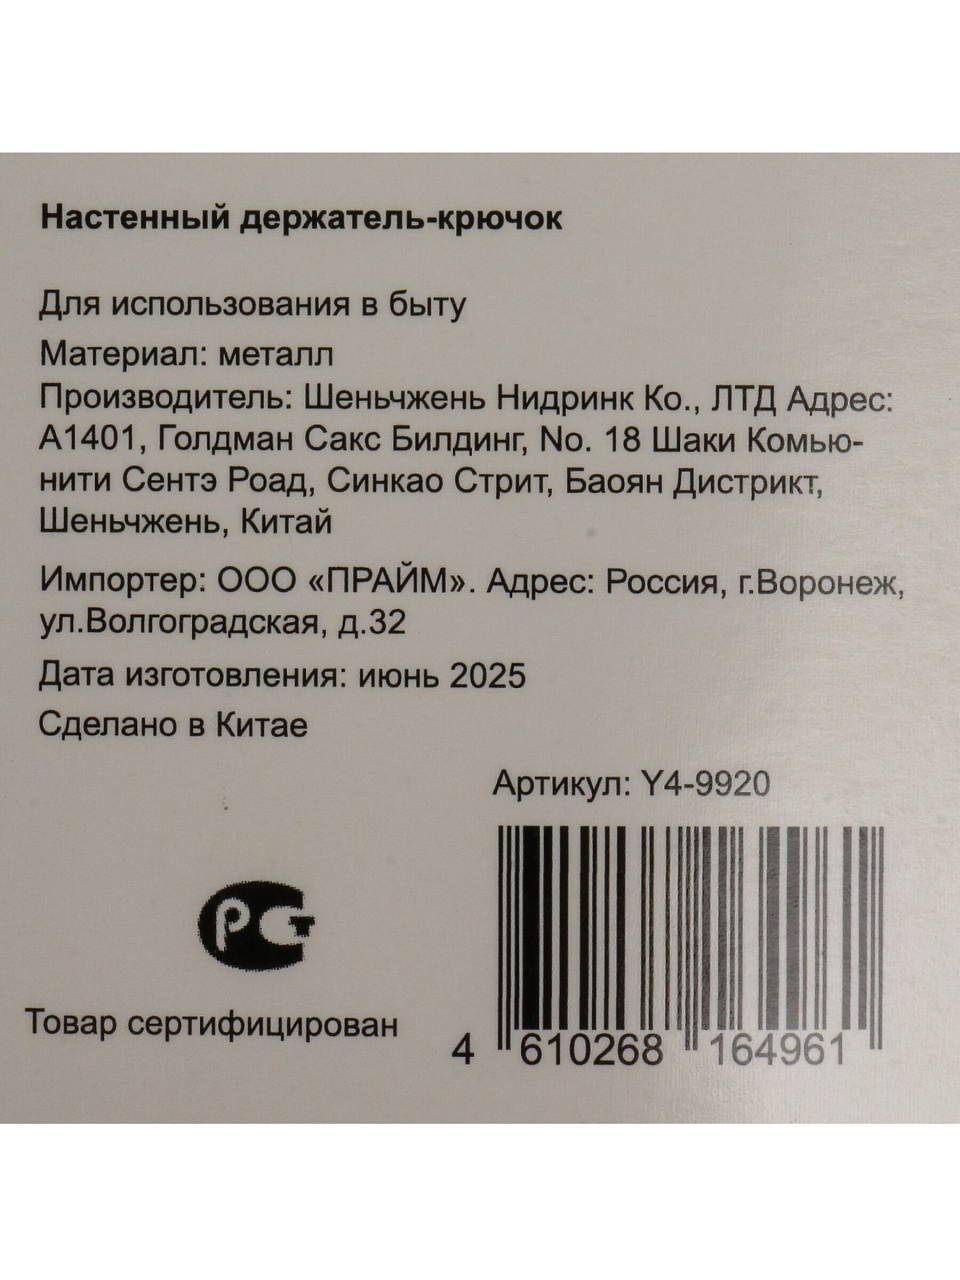 Настенный держатель-крючок
Для использования в быту
Материал: металл
Производитель: Шеньчжень Нидринк Ко., ЛТД Адрес:
А1401, Голдман Сакс Билдинг, No. 18 Шаки Комью-
нити Сентэ Роад, Синкао Стрит, Баоян Дистрикт,
Шеньчжень, Китай
Импортер: ООО «ПРАЙМ». Адрес: Россия, г.Воронеж,
ул.Волгоградская, д.32
Дата изготовления: июнь 2025
Сделано в Китае
Артикул: Y4-9920
РСТ
Товар сертифицирован
4 610268 164961